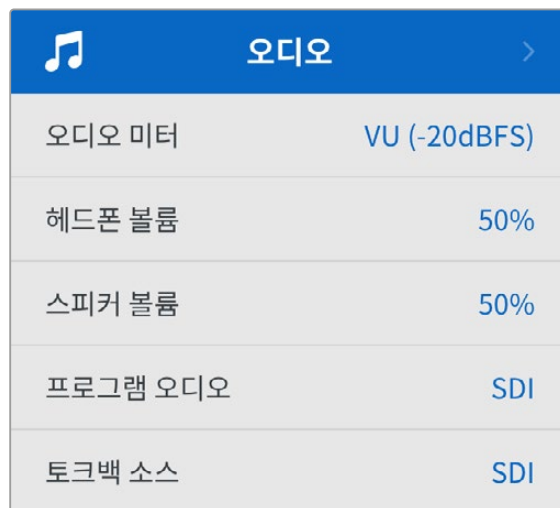 오디오
오디오 미터 VU (-20dBFS)
헤드폰 볼륨 50%
스피커 볼륨 50%
프로그램 오디오 SDI
토크백 소스 SDI